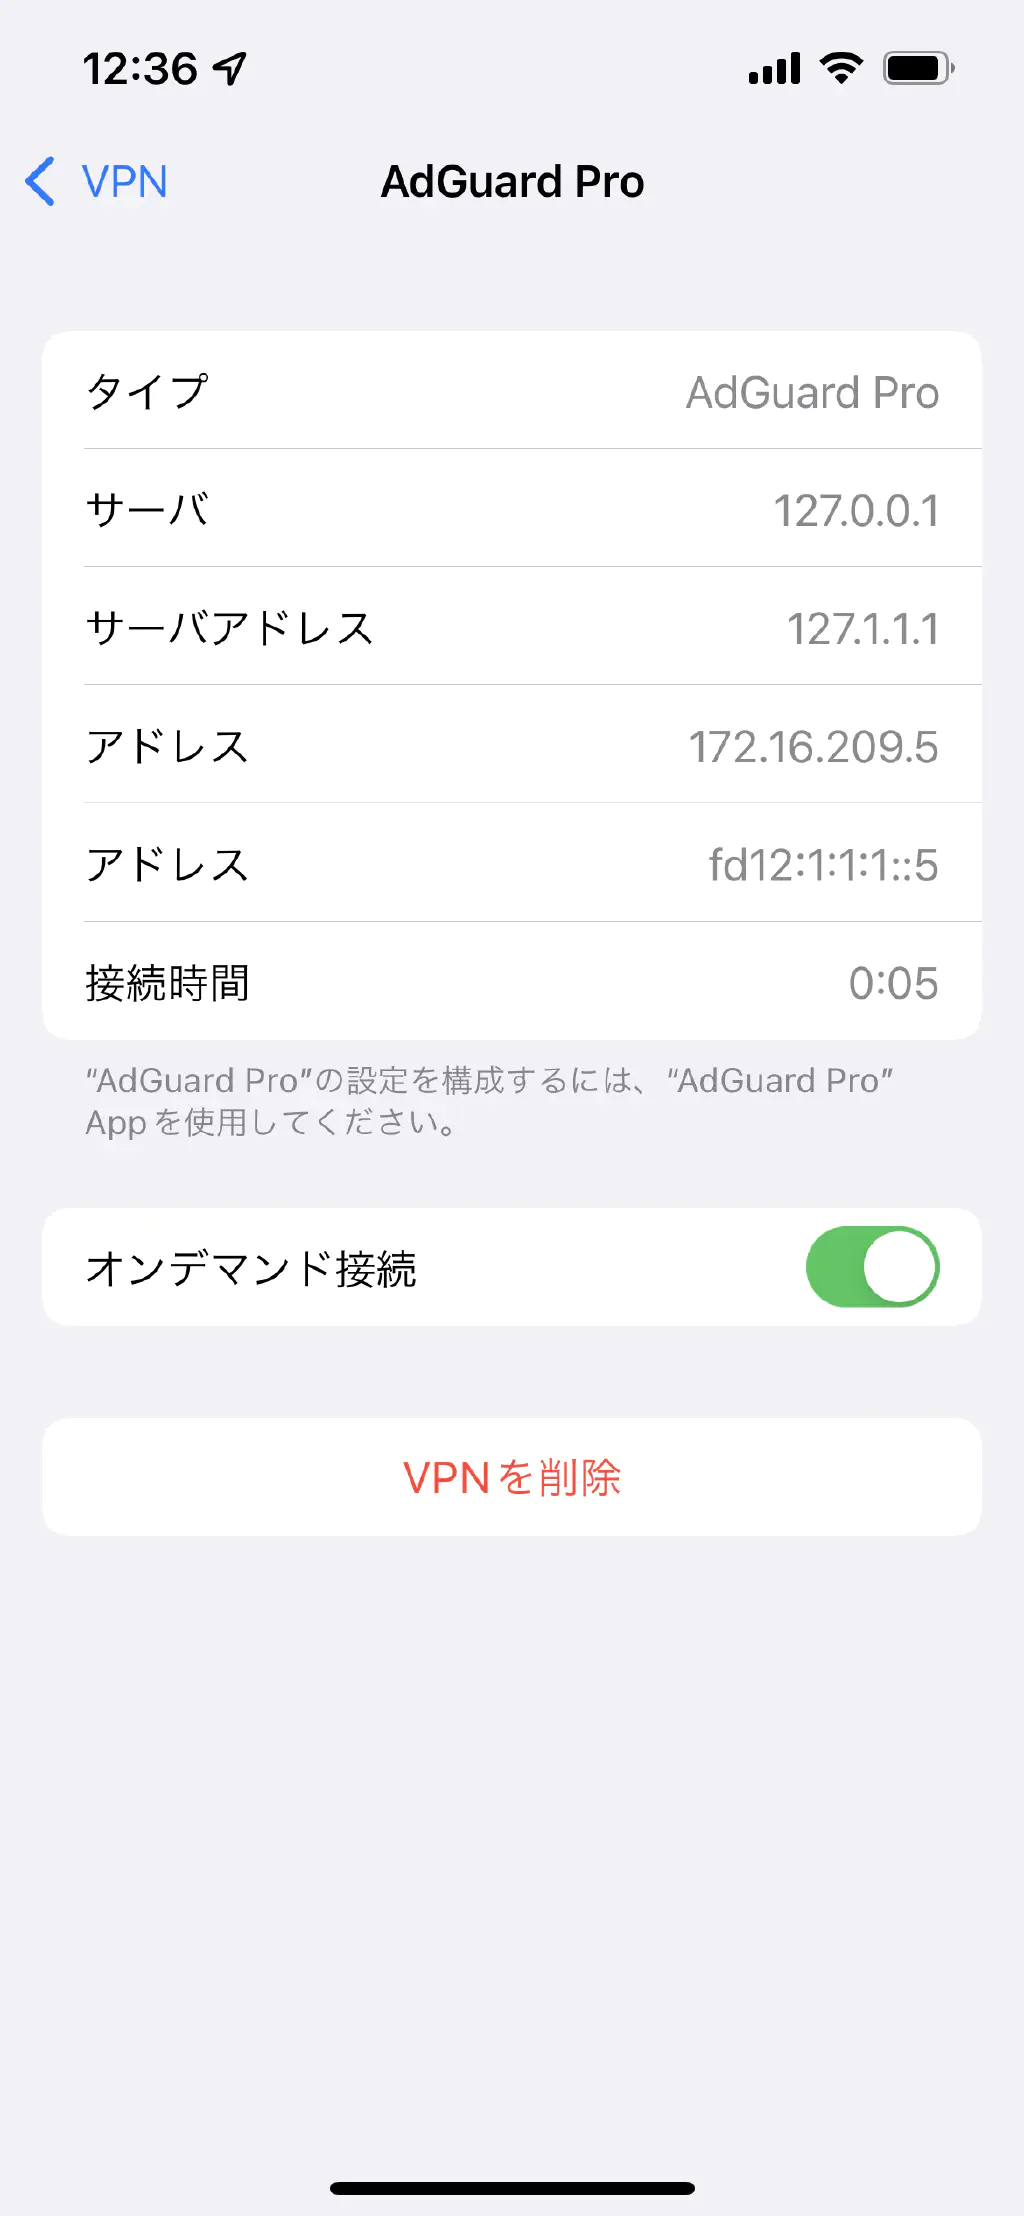 12:36
VPN
AdGuard Pro
タイプ AdGuard Pro
サーバ 127.0.0.1
サーバアドレス 127.1.1.1
アドレス 172.16.209.5
アドレス fd12:1:1:1::5
接続時間 0:05
“AdGuard Pro”の設定を構成するには、“AdGuard Pro”
Appを使用してください。
オンデマンド接続
VPNを削除